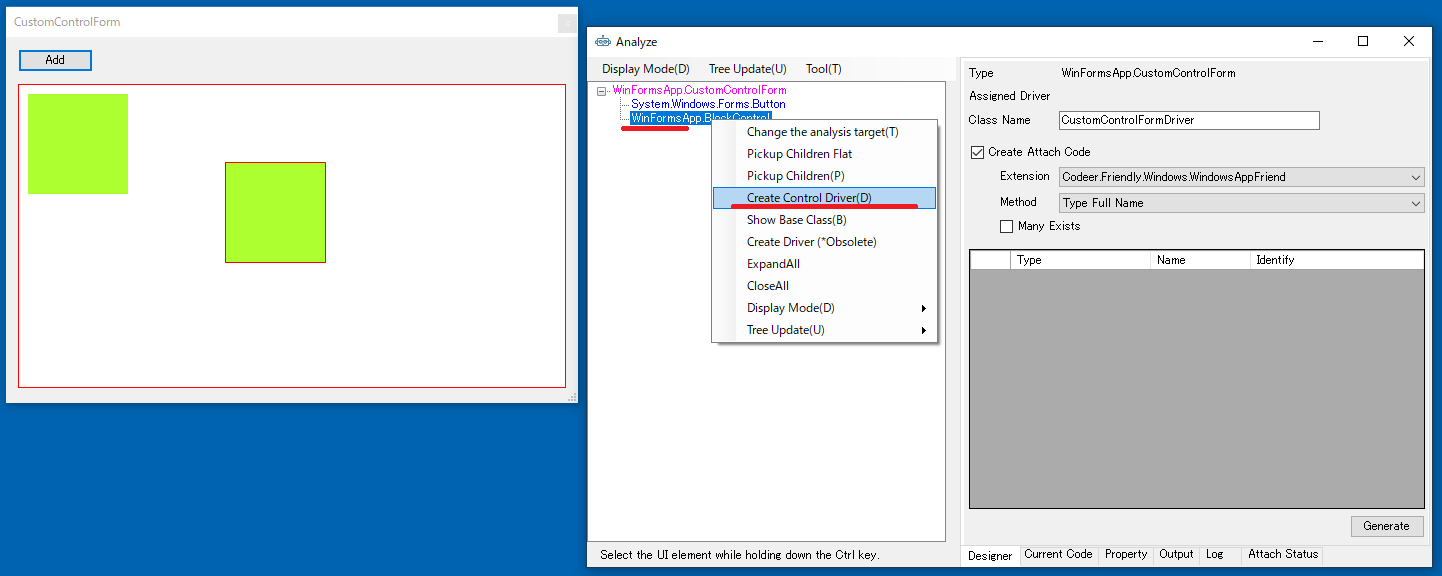 CustomControlForm
Add
Analyze
Display Mode(D) Tree Update(U) Tool(T)
WinFormsApp.CustomControlForm
System.Windows.Forms.Button
WinFormsApp.BlockControl
Change the analysis target(T)
Pickup Children Flat
Pickup Children(P)
Create Control Driver(D)
Show Base Class(B)
Create Driver (*Obsolete)
ExpandAll
CloseAll
Display Mode(D)
Tree Update(U)
Select the UI element while holding down the Ctrl key.
Type WinFormsApp.CustomControlForm
Assigned Driver
Class Name CustomControlFormDriver
Create Attach Code
Extension Codeer.Friendly.Windows.WindowsAppFriend
Method Type Full Name
Many Exists
Type Name Identify
Generate
Designer Current Code Property Output Log Attach Status